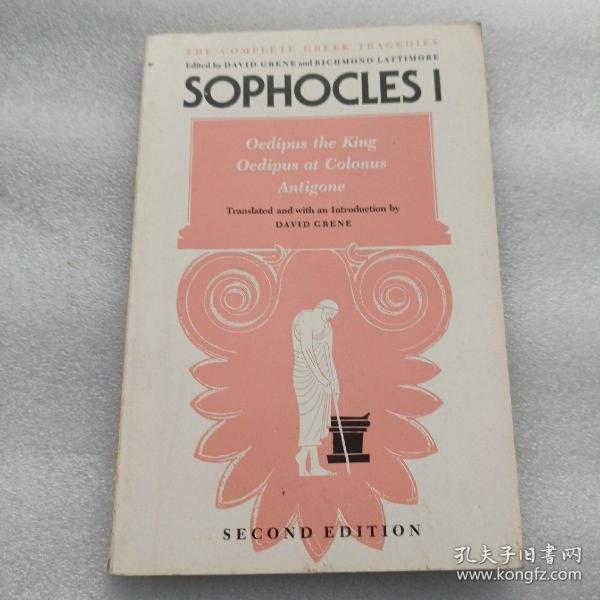 THE COMPLETE GREEK TRAGEDIES
Edited by DAVID GRENE and RICHMOND LATTIMORE
SOPHOCLES I
Oedipus the King
Oedipus at Colonus
Antigone
Translated and with an Introduction by
DAVID GRENE
SECOND EDITION
孔夫子旧书网
www.kongfz.com